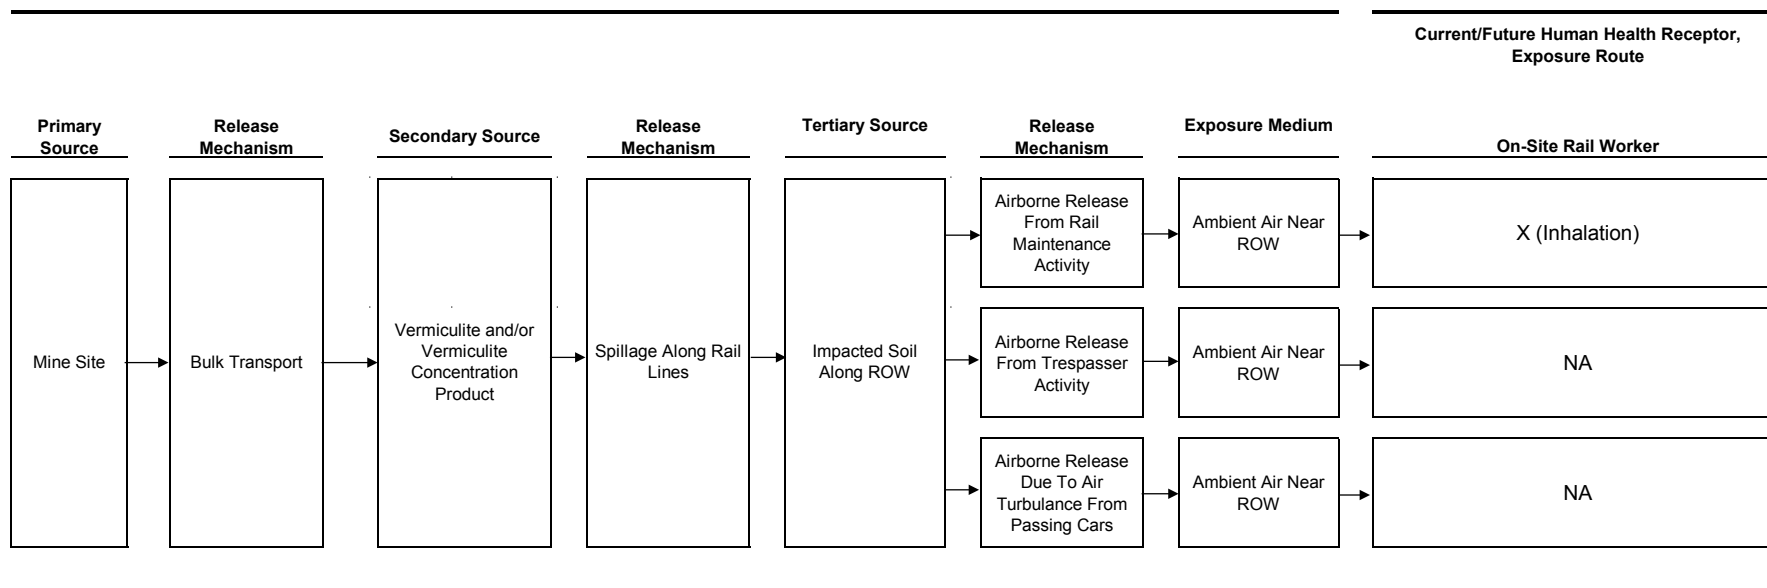 Current/Future Human Health Receptor,
Exposure Route
Primary
Source
Release
Mechanism
Secondary Source
Release
Mechanism
Tertiary Source
Release
Mechanism
Exposure Medium
On-Site Rail Worker
Mine Site
Bulk Transport
Vermiculite and/or
Vermiculite
Concentration
Product
Spillage Along Rail
Lines
Impacted Soil
Along ROW
Airborne Release
From Rail
Maintenance
Activity
Ambient Air Near
ROW
X (Inhalation)
Airborne Release
From Trespasser
Activity
Ambient Air Near
ROW
NA
Airborne Release
Due To Air
Turbulance From
Passing Cars
Ambient Air Near
ROW
NA